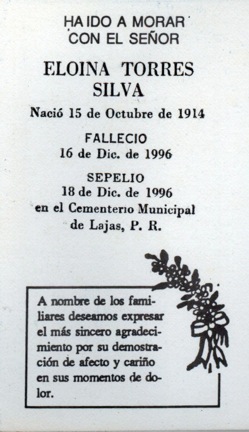 HA IDO A MORAR
CON EL SEÑOR
ELOINA TORRES
SILVA
Nació 15 de Octubre de 1914
FALLECIO
16 de Dic. de 1996
SEPELIO
18 de Dic. de 1996
en el Cementerio Municipal
de Lajas, P. R.
A nombre de los fami-
liares deseamos expresar
el más sincero agradeci-
miento por su demostra-
ción de afecto y cariño
en sus momentos de do-
lor.